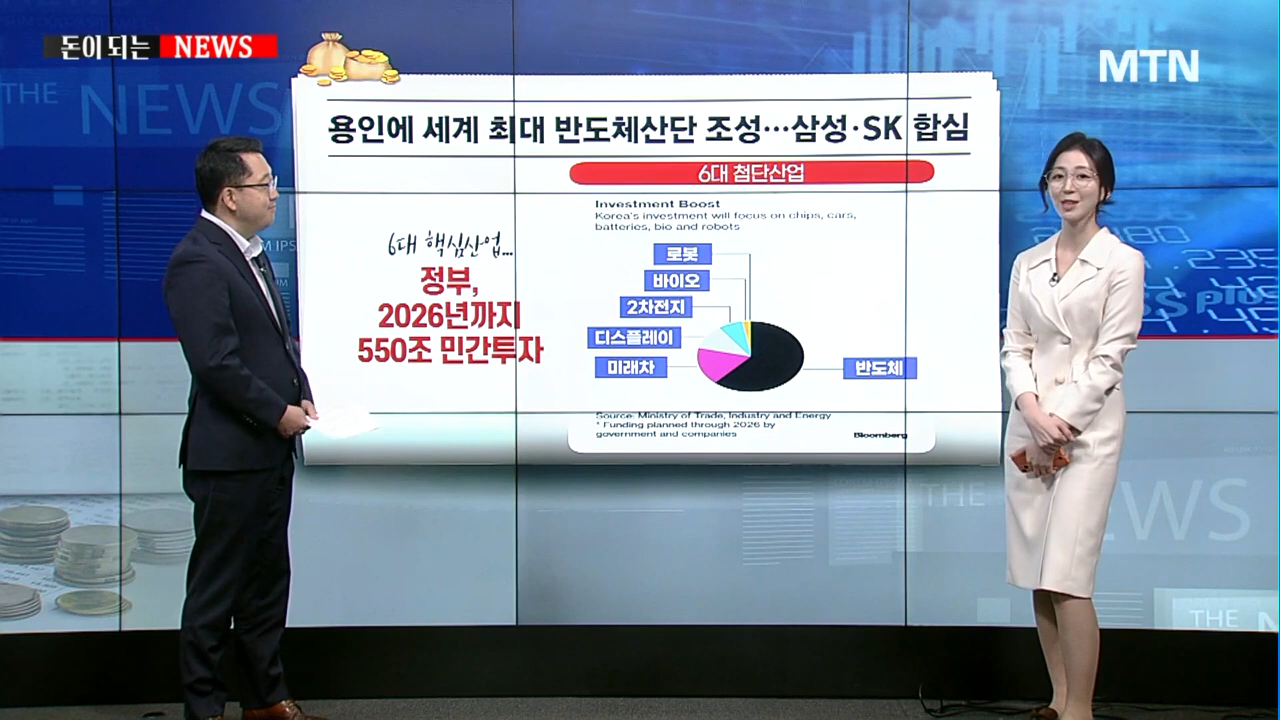 돈이 되는 NEWS
MTN
THE NEWS
용인에 세계 최대 반도체산단 조성…삼성·SK 합심
6대 첨단산업
Investment Boost
Korea's investment will focus on chips, cars,
batteries, bio and robots
6대 핵심산업...
정부,
2026년까지
550조 민간투자
로봇
바이오
2차전지
디스플레이
미래차
반도체
Source: Ministry of Trade, Industry and Energy
* Funding planned through 2026 by
government and companies
Bloomberg
THE NEWS
THE N